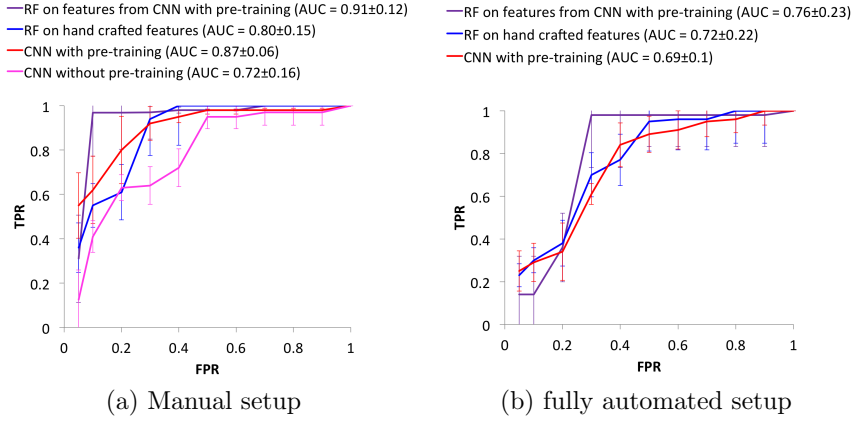 RF on features from CNN with pre-training (AUC = 0.91±0.12)
RF on hand crafted features (AUC = 0.80±0.15)
CNN with pre-training (AUC = 0.87±0.06)
CNN without pre-training (AUC = 0.72±0.16)
1
0.8
0.6
0.4
0.2
0
TPR
0 0.2 0.4 0.6 0.8 1
FPR
(a) Manual setup
RF on features from CNN with pre-training (AUC = 0.76±0.23)
RF on hand crafted features (AUC = 0.72±0.22)
CNN with pre-training (AUC = 0.69±0.1)
1
0.8
0.6
0.4
0.2
0
TPR
0 0.2 0.4 0.6 0.8 1
FPR
(b) fully automated setup